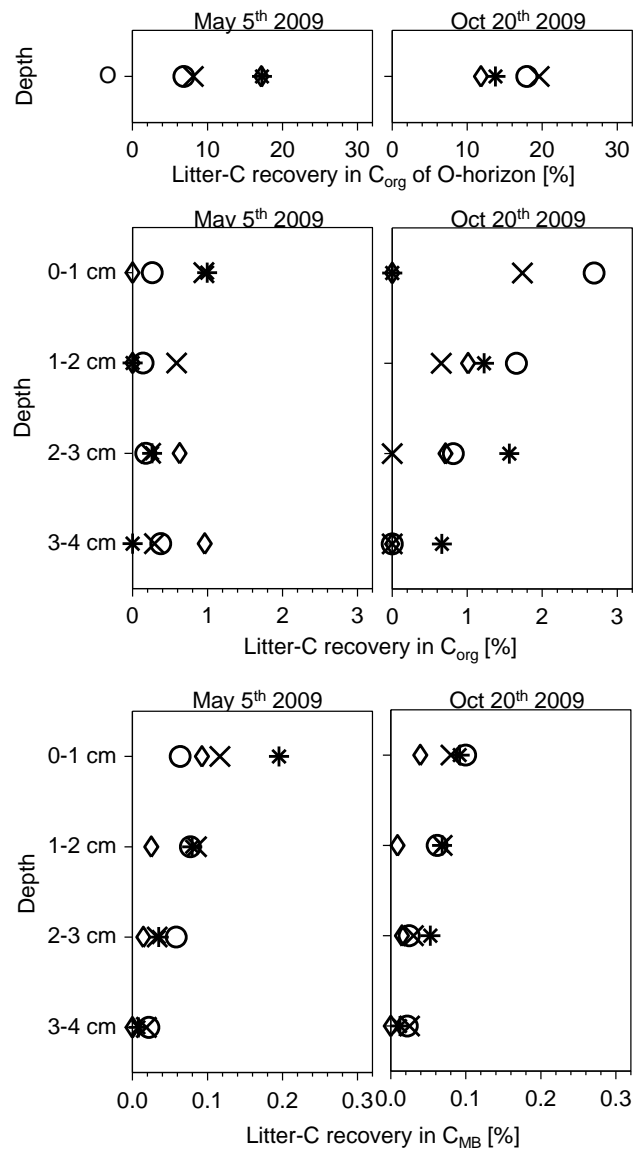 May 5th 2009 Oct 20th 2009
Depth
O
0 10 20 30 0 10 20 30
Litter-C recovery in Corg of O-horizon [%]
May 5th 2009 Oct 20th 2009
Depth
0-1 cm
1-2 cm
2-3 cm
3-4 cm
0 1 2 3 0 1 2 3
Litter-C recovery in Corg [%]
May 5th 2009 Oct 20th 2009
Depth
0-1 cm
1-2 cm
2-3 cm
3-4 cm
0.0 0.1 0.2 0.3 0.0 0.1 0.2 0.3
Litter-C recovery in CMB [%]